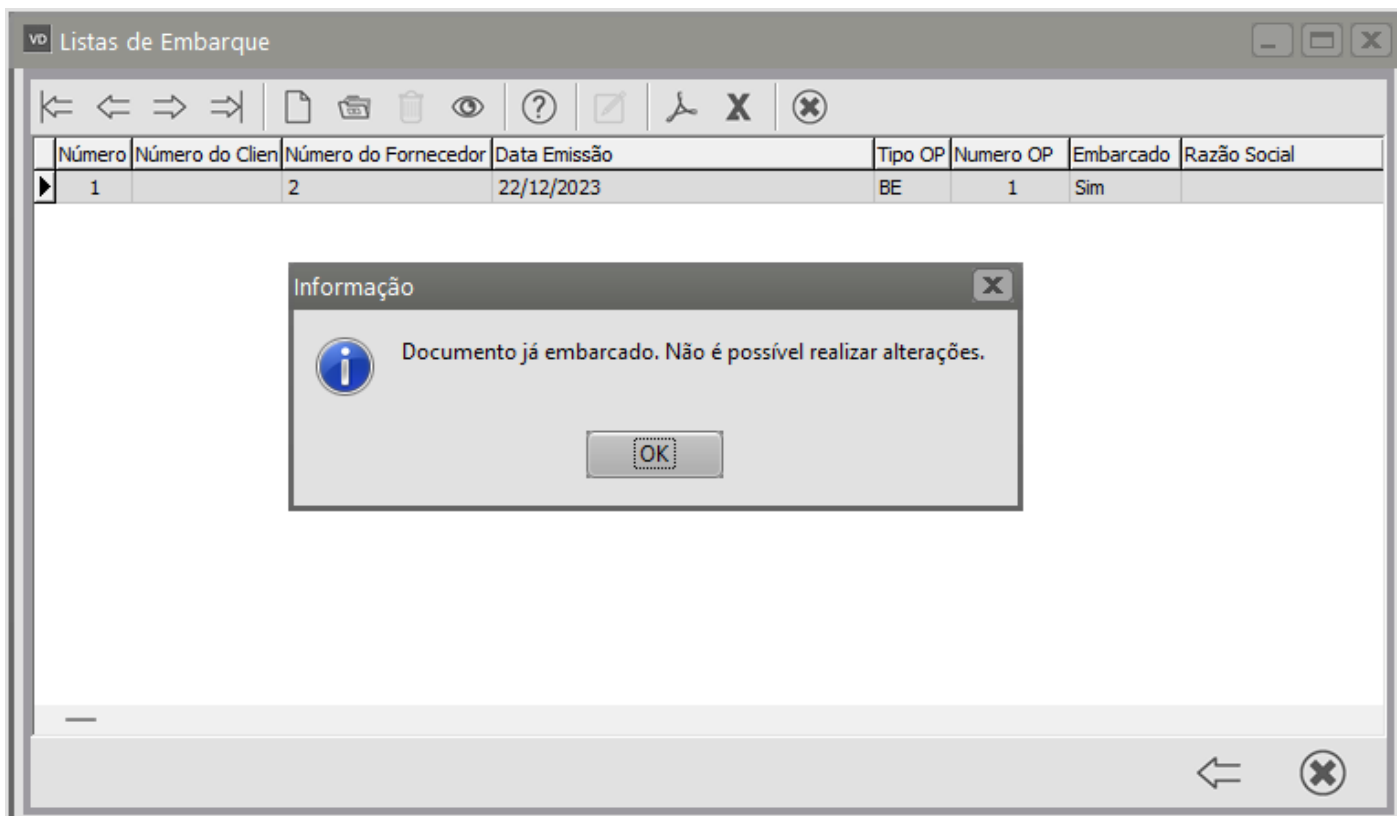 VD Listas de Embarque
Número Número do Clien Número do Fornecedor Data Emissão Tipo OP Numero OP Embarcado Razão Social
1 2 22/12/2023 BE 1 Sim
Informação
Documento já embarcado. Não é possível realizar alterações.
OK